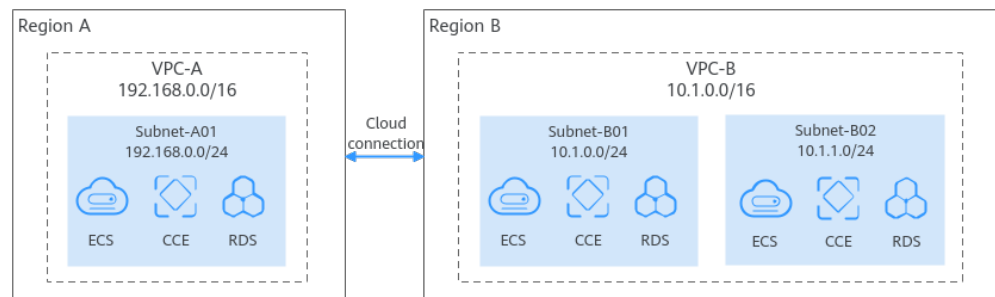 Region A
VPC-A
192.168.0.0/16
Subnet-A01
192.168.0.0/24
ECS
CCE
RDS
Cloud
connection
Region B
VPC-B
10.1.0.0/16
Subnet-B01
10.1.0.0/24
ECS
CCE
RDS
Subnet-B02
10.1.1.0/24
ECS
CCE
RDS